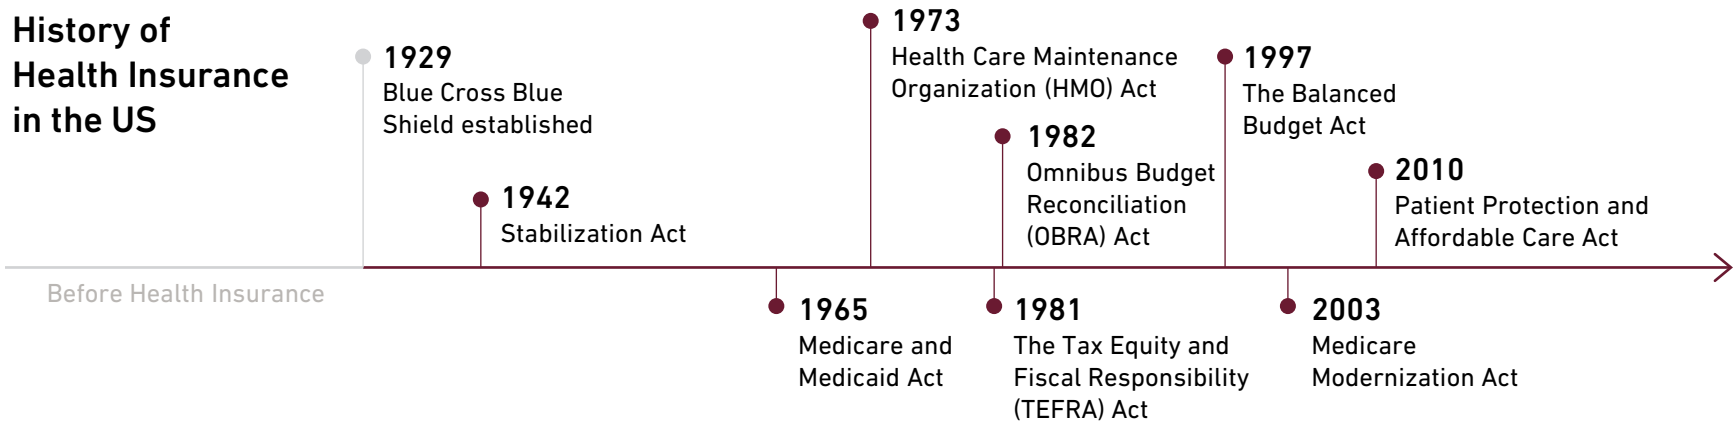 History of
Health Insurance
in the US
1929
Blue Cross Blue
Shield established
1942
Stabilization Act
1973
Health Care Maintenance
Organization (HMO) Act
1982
Omnibus Budget
Reconciliation
(OBRA) Act
1997
The Balanced
Budget Act
2010
Patient Protection and
Affordable Care Act
Before Health Insurance
1965
Medicare and
Medicaid Act
1981
The Tax Equity and
Fiscal Responsibility
(TEFRA) Act
2003
Medicare
Modernization Act